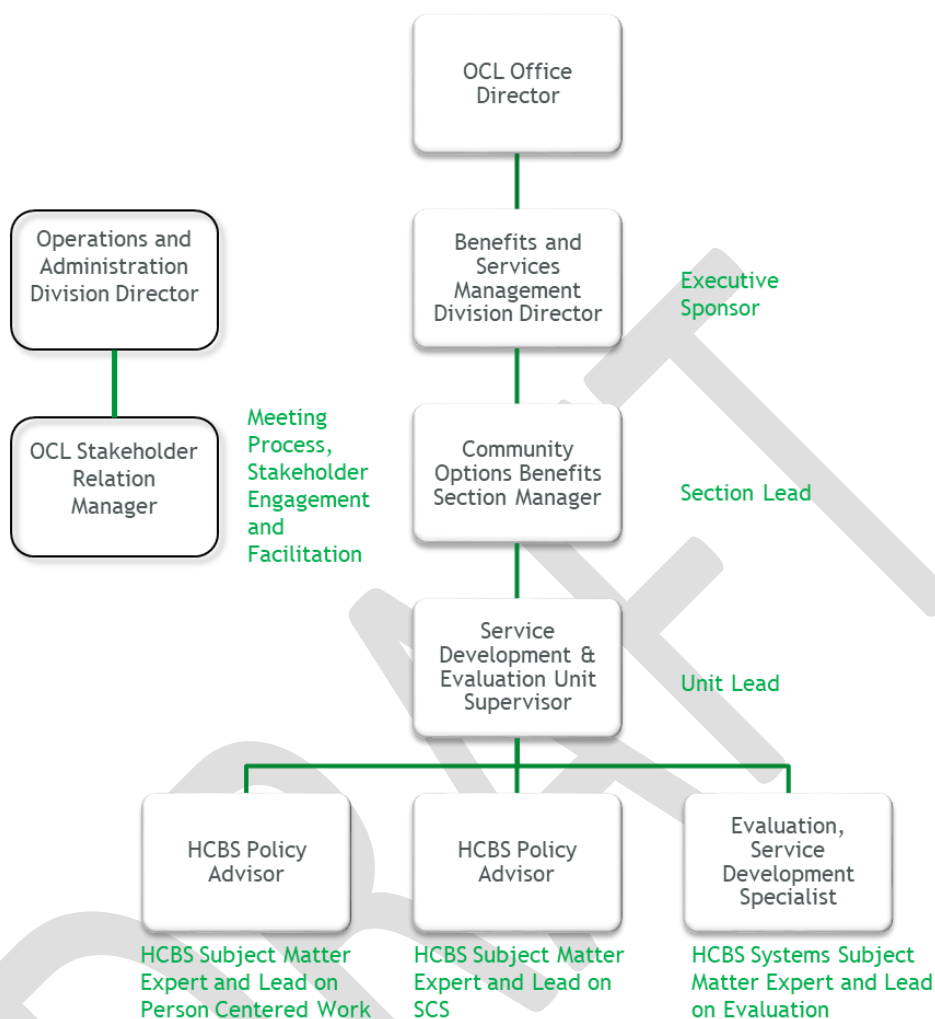 OCL Office
Director
Operations and
Administration
Division Director
Benefits and
Services
Management
Division Director
Executive
Sponsor
OCL Stakeholder
Relation
Manager
Meeting
Process,
Stakeholder
Engagement
and
Facilitation
Community
Options Benefits
Section Manager
Section Lead
Service
Development &
Evaluation Unit
Supervisor
Unit Lead
HCBS Policy
Advisor
HCBS Policy
Advisor
Evaluation,
Service
Development
Specialist
HCBS Subject Matter
Expert and Lead on
Person Centered Work
HCBS Subject Matter
Expert and Lead on
SCS
HCBS Systems Subject
Matter Expert and Lead
on Evaluation
DRAFT